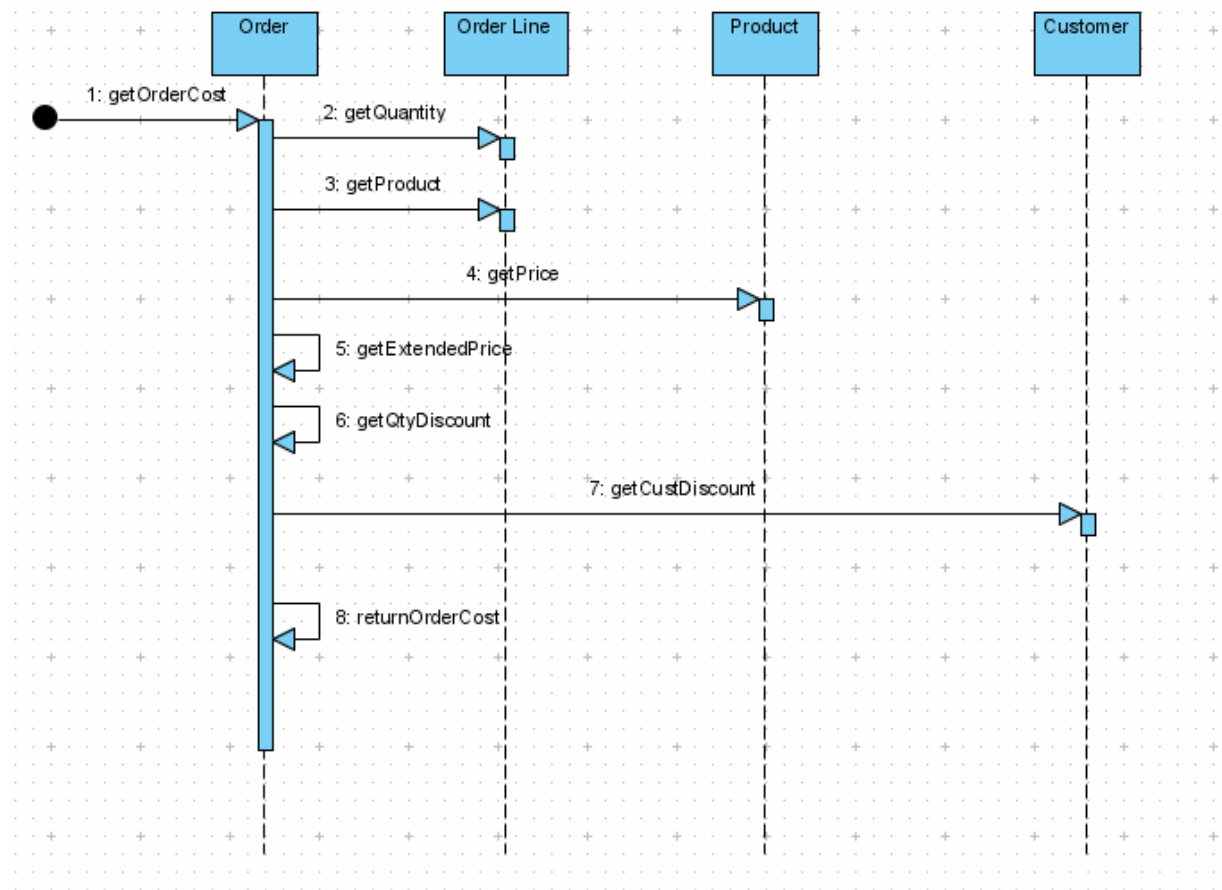 Order
Order Line
Product
Customer
1: getOrderCost
2: getQuantity
3: getProduct
4: getPrice
5: getExtendedPrice
6: getQtyDiscount
7: getCustDiscount
8: returnOrderCost